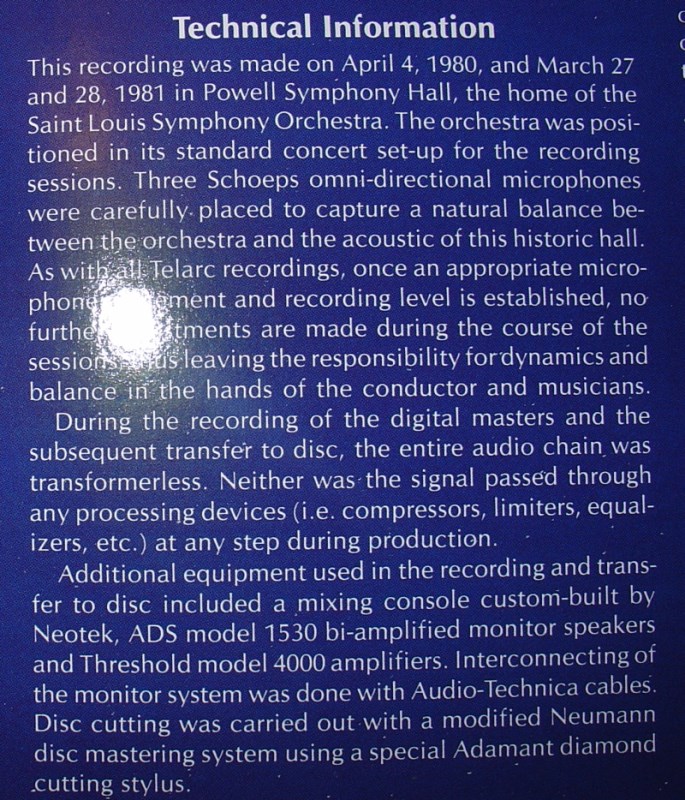 Technical Information
This recording was made on April 4, 1980, and March 27
and 28, 1981 in Powell Symphony Hall, the home of the
Saint Louis Symphony Orchestra. The orchestra was posi-
tioned in its standard concert set-up for the recording
sessions. Three Schoeps omni-directional microphones
were carefully placed to capture a natural balance be-
tween the orchestra and the acoustic of this historic hall.
As with all Telarc recordings, once an appropriate micro-
phone and recording level is established, no
are made during the course of the
leaving the responsibility for dynamics and
balance in the hands of the conductor and musicians.
During the recording of the digital masters and the
subsequent transfer to disc, the entire audio chain was
transformerless. Neither was the signal passed through
any processing devices (i.e. compressors, limiters, equal-
izers, etc.) at any step during production.
Additional equipment used in the recording and trans-
fer to disc included a mixing console custom-built by
Neotek, ADS model 1530 bi-amplified monitor speakers
and Threshold model 4000 amplifiers. Interconnecting of
the monitor system was done with Audio-Technica cables.
Disc cutting was carried out with a modified Neumann
disc mastering system using a special Adamant diamond
cutting stylus.